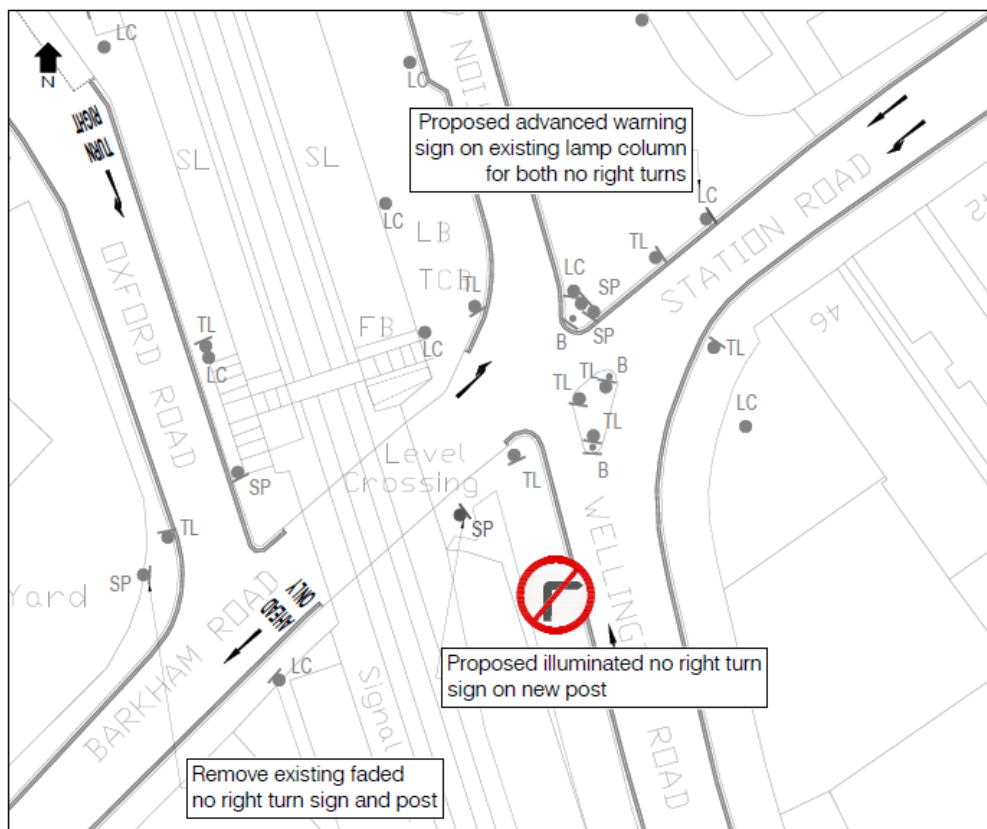 LC
N
LC
TURN
RIGHT
SL
SL
Proposed advanced warning
sign on existing lamp column
for both no right turns
LC
LC
LB
TCB
TL
FB
LC
OXFORD ROAD
TL
LC
TL
LC
SP
SP
B
STATION ROAD
46
TL
TL
TL
B
LC
TL
B
Level
Crossing
TL
SP
SP
TL
SP
Yard
BARKHAM ROAD
AHEAD
ONLY
LC
Signal
ROAD
Proposed illuminated no right turn
sign on new post
Remove existing faded
no right turn sign and post